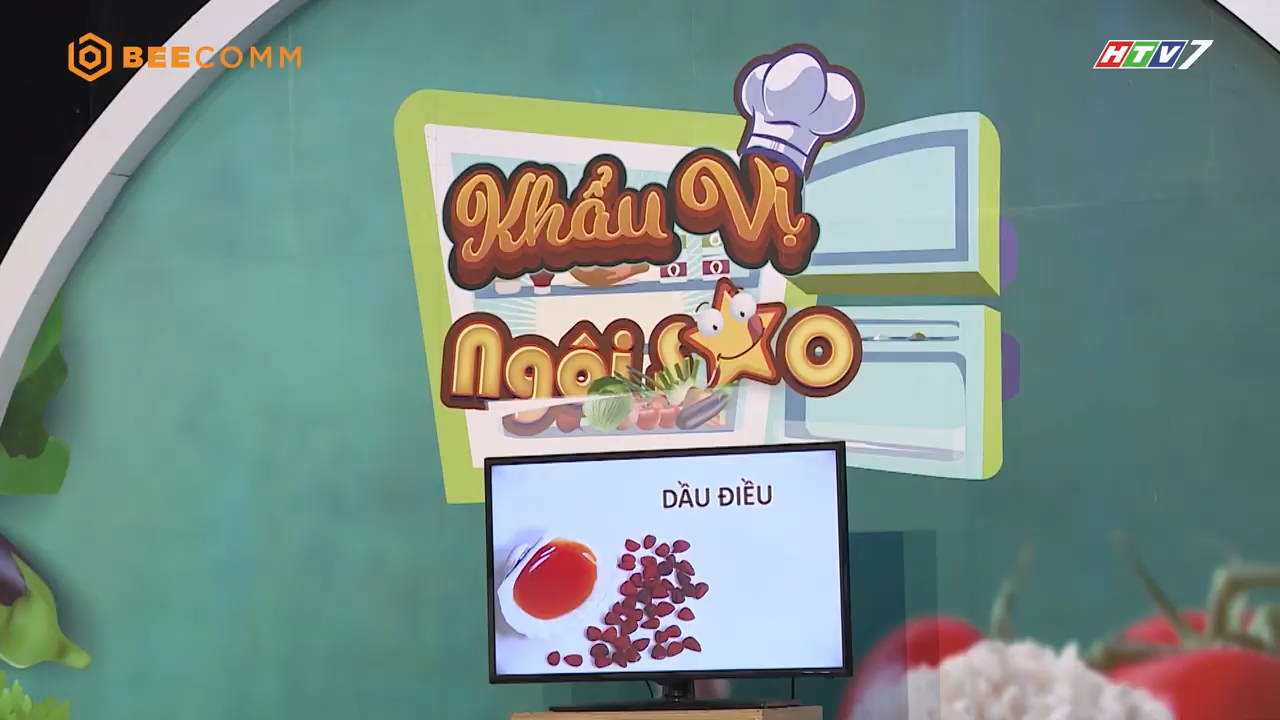 BEECOMM
HTV7
Khẩu Vị
Ngôi SAO
DẦU ĐIỀU